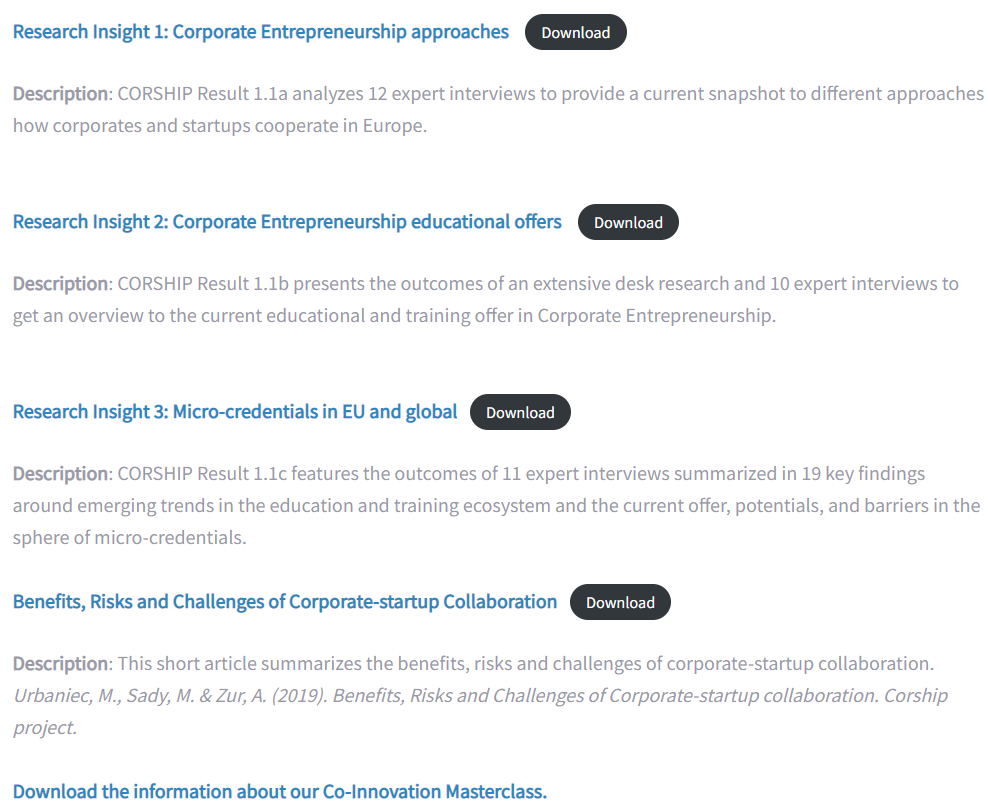 Research Insight 1: Corporate Entrepreneurship approaches Download
Description: CORSHIP Result 1.1a analyzes 12 expert interviews to provide a current snapshot to different approaches
how corporates and startups cooperate in Europe.
Research Insight 2: Corporate Entrepreneurship educational offers Download
Description: CORSHIP Result 1.1b presents the outcomes of an extensive desk research and 10 expert interviews to
get an overview to the current educational and training offer in Corporate Entrepreneurship.
Research Insight 3: Micro-credentials in EU and global Download
Description: CORSHIP Result 1.1c features the outcomes of 11 expert interviews summarized in 19 key findings
around emerging trends in the education and training ecosystem and the current offer, potentials, and barriers in the
sphere of micro-credentials.
Benefits, Risks and Challenges of Corporate-startup Collaboration Download
Description: This short article summarizes the benefits, risks and challenges of corporate-startup collaboration.
Urbaniec, M., Sady, M. & Zur, A. (2019). Benefits, Risks and Challenges of Corporate-startup collaboration. Corship
project.
Download the information about our Co-Innovation Masterclass.